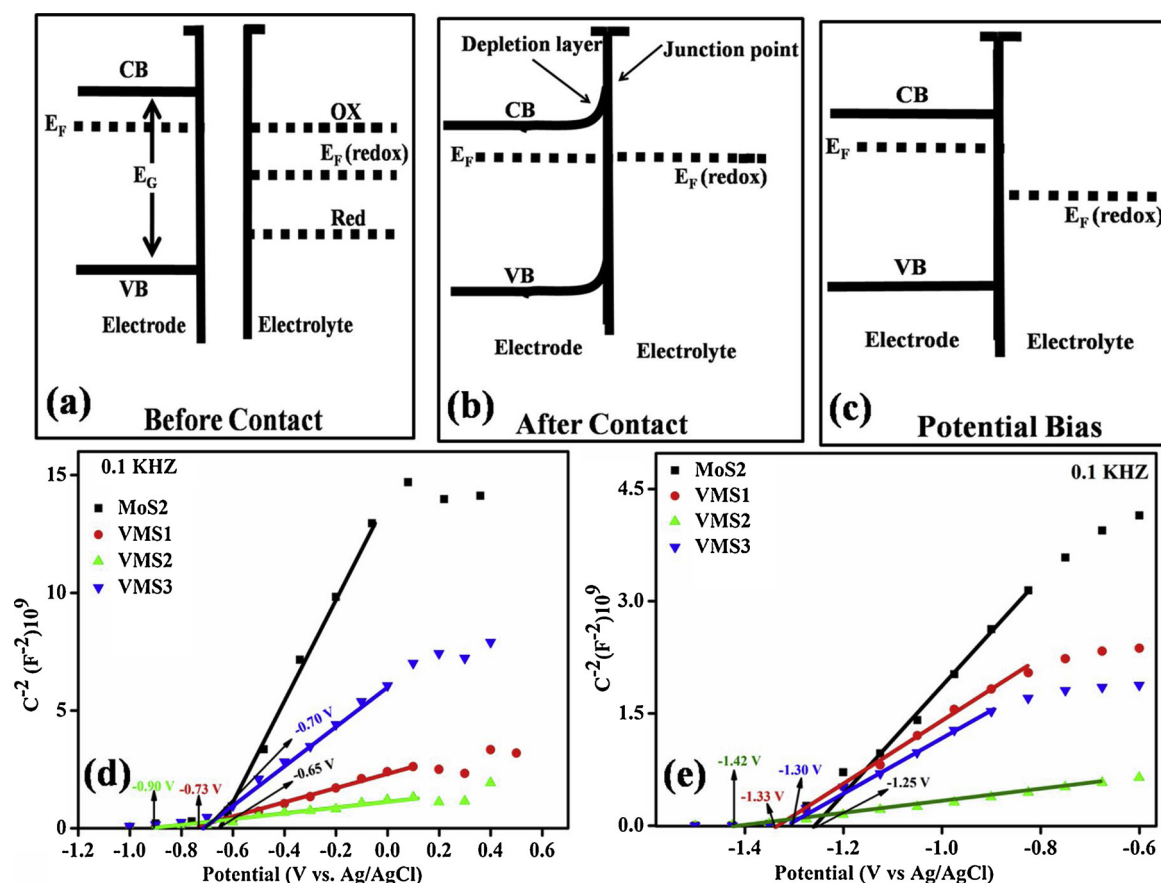 CB
E_F
E_G
VB
OX
E_F (redox)
Red
Electrode
Electrolyte
(a)
Before Contact
Depletion layer
Junction point
CB
E_F
E_F (redox)
VB
Electrode
Electrolyte
(b)
After Contact
CB
E_F
E_F (redox)
VB
Electrode
Electrolyte
(c)
Potential Bias
0.1 KHZ
MoS2
VMS1
VMS2
VMS3
C⁻² (F⁻²)10⁹
15
10
5
0
-0.90 V
-0.73 V
-0.70 V
-0.65 V
(d)
-1.2 -1.0 -0.8 -0.6 -0.4 -0.2 0.0 0.2 0.4 0.6
Potential (V vs. Ag/AgCl)
0.1 KHZ
MoS2
VMS1
VMS2
VMS3
C⁻² (F⁻²)10⁹
4.5
3.0
1.5
0.0
-1.42 V
-1.33 V
-1.30 V
-1.25 V
(e)
-1.4 -1.2 -1.0 -0.8 -0.6
Potential (V vs. Ag/AgCl)